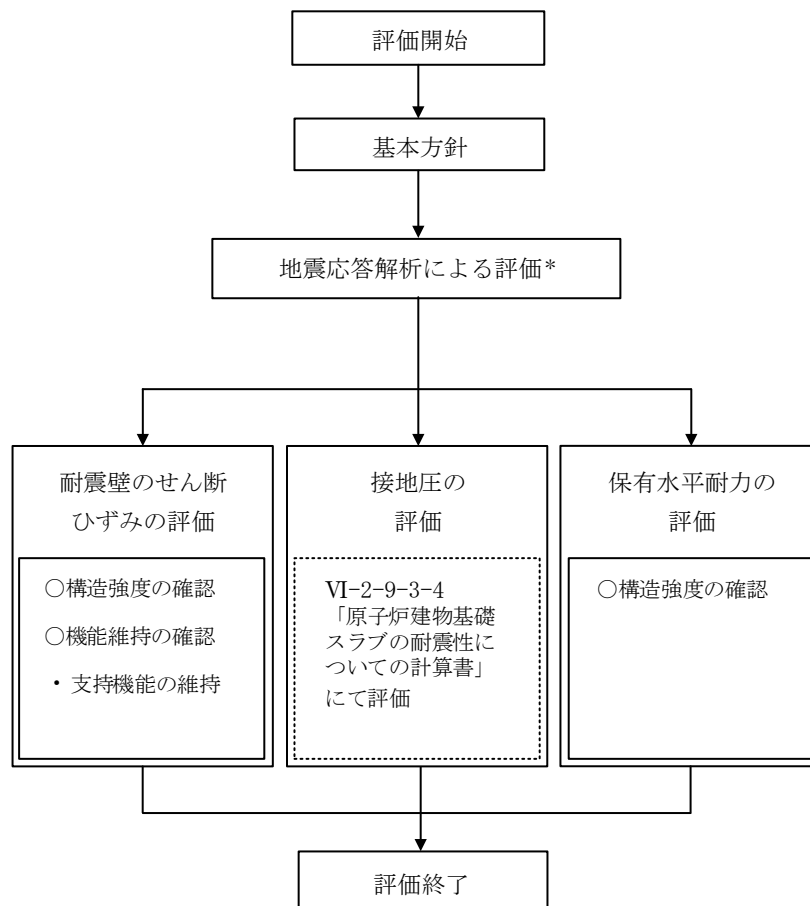 評価開始
基本方針
地震応答解析による評価*
耐震壁のせん断
ひずみの評価
○構造強度の確認
○機能維持の確認
・支持機能の維持
接地圧の
評価
Ⅵ-2-9-3-4
「原子炉建物基礎
スラブの耐震性に
ついての計算書」
にて評価
保有水平耐力の
評価
○構造強度の確認
評価終了